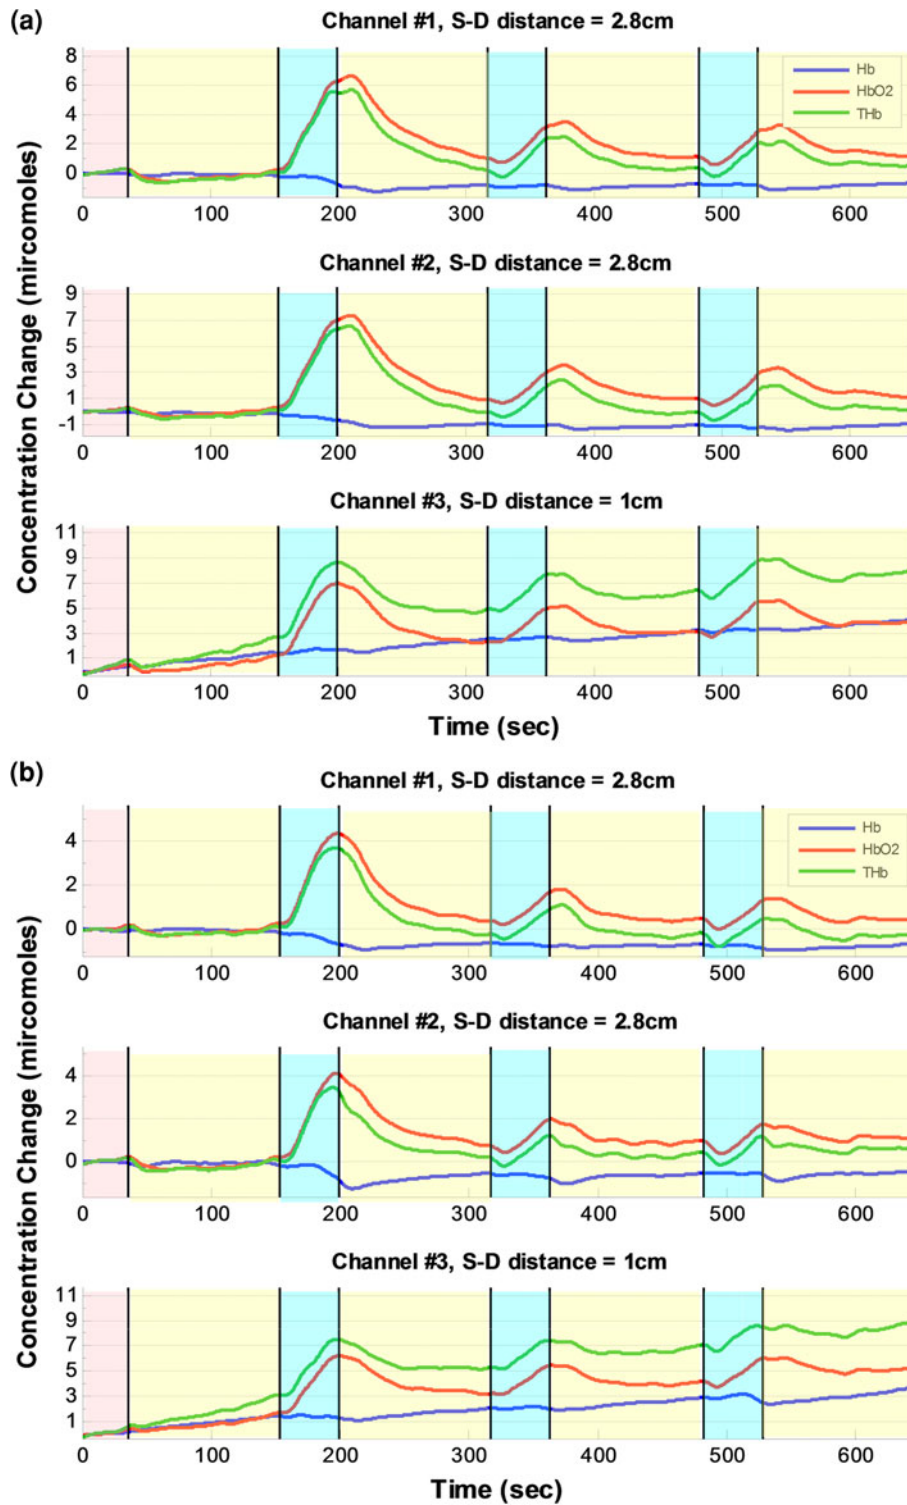 (a)
Channel #1, S-D distance = 2.8cm
8
6
4
2
0
Hb
HbO2
THb
0 100 200 300 400 500 600
Channel #2, S-D distance = 2.8cm
9
7
5
3
1
-1
0 100 200 300 400 500 600
Channel #3, S-D distance = 1cm
11
9
7
5
3
1
0 100 200 300 400 500 600
Concentration Change (mircomoles)
Time (sec)
(b)
Channel #1, S-D distance = 2.8cm
4
2
0
Hb
HbO2
THb
0 100 200 300 400 500 600
Channel #2, S-D distance = 2.8cm
4
2
0
0 100 200 300 400 500 600
Channel #3, S-D distance = 1cm
11
9
7
5
3
1
0 100 200 300 400 500 600
Concentration Change (mircomoles)
Time (sec)